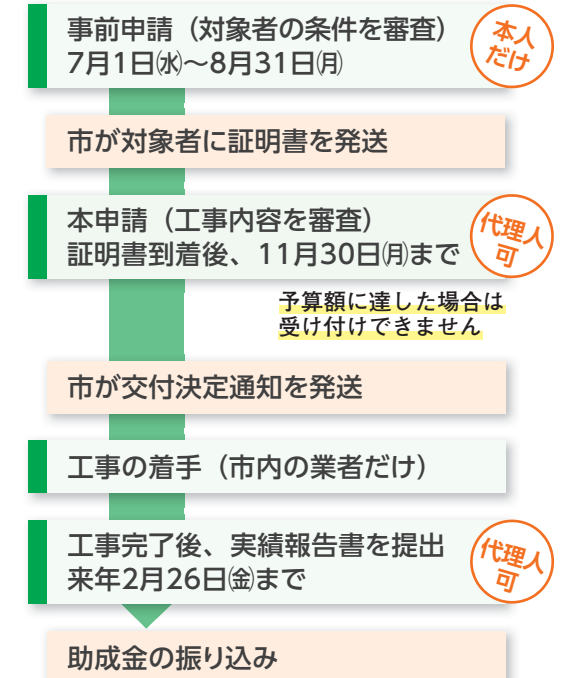 事前申請（対象者の条件を審査）
7月1日㈬〜8月31日㈪
本人
だけ
市が対象者に証明書を発送
本申請（工事内容を審査）
証明書到着後、11月30日㈪まで
代理人
可
予算額に達した場合は
受け付けできません
市が交付決定通知を発送
工事の着手（市内の業者だけ）
工事完了後、実績報告書を提出
来年2月26日㈮まで
代理人
可
助成金の振り込み